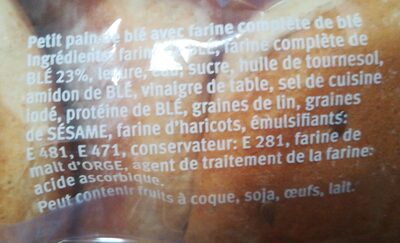 Petit pain de blé avec farine complète de blé
Ingrédients: farine de BLÉ, farine complète de
BLÉ 23%, levure, eau, sucre, huile de tournesol,
amidon de BLÉ, vinaigre de table, sel de cuisine
iodé, protéine de BLÉ, graines de lin, graines
de SÉSAME, farine d'haricots, émulsifiants:
E 481, E 471, conservateur: E 281, farine de
malt d'ORGE, agent de traitement de la farine:
acide ascorbique.
Peut contenir fruits à coque, soja, œufs, lait.